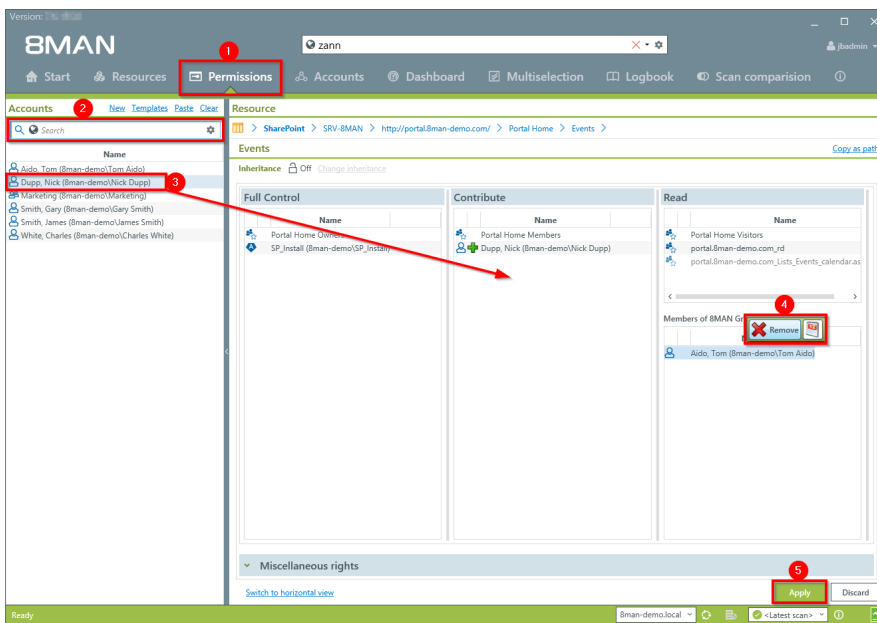 Version:
8MAN
1
zann
jbadmin
Start
Resources
Permissions
Accounts
Dashboard
Multiselection
Logbook
Scan comparision
Accounts
2
New Templates Paste Clear
Search
Name
Aido, Tom (8man-demo\Tom Aido)
Dupp, Nick (8man-demo\Nick Dupp)
3
Marketing (8man-demo\Marketing)
Smith, Gary (8man-demo\Gary Smith)
Smith, James (8man-demo\James Smith)
White, Charles (8man-demo\Charles White)
Resource
> SharePoint > SRV-8MAN > http://portal.8man-demo.com/ > Portal Home > Events >
Events
Copy as path
Inheritance Off Change inheritance
Full Control
Name
Portal Home Owners
SP_Install (8man-demo\SP_Install)
Contribute
Name
Portal Home Members
Dupp, Nick (8man-demo\Nick Dupp)
Read
Name
Portal Home Visitors
portal.8man-demo.com_rd
portal.8man-demo.com_Lists_Events_calendar.as
4
Members of 8MAN Gr
Remove
Aido, Tom (8man-demo\Tom Aido)
Miscellaneous rights
5
Switch to horizontal view
Apply
Discard
Ready
8man-demo.local
<Latest scan>